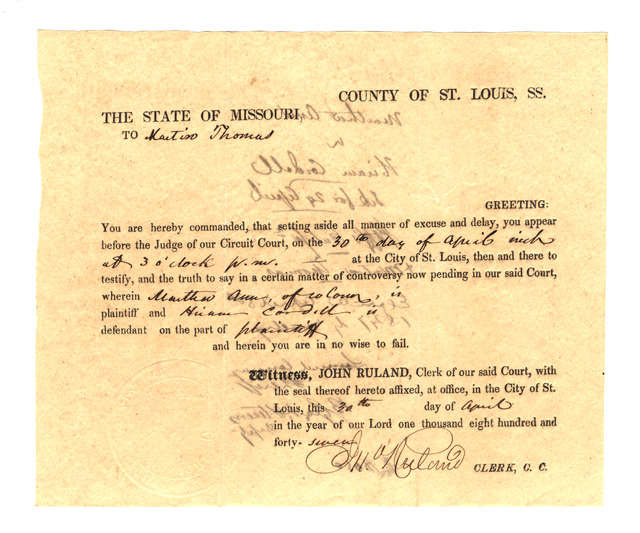 COUNTY OF ST. LOUIS, SS.
THE STATE OF MISSOURI,
TO Martin Thomas
GREETING:
You are hereby commanded, that setting aside all manner of excuse and delay, you appear
before the Judge of our Circuit Court, on the 30th day of April inst
at 3 o'clock p.m. at the City of St. Louis, then and there to
testify, and the truth to say in a certain matter of controversy now pending in our said Court,
wherein Martha Ann, of colour, is
plaintiff and Hiram Cordell is
defendant on the part of plaintiff
and herein you are in no wise to fail.
Witness, JOHN RULAND, Clerk of our said Court, with
the seal thereof hereto affixed, at office, in the City of St.
Louis, this 30th day of April
in the year of our Lord one thousand eight hundred and
forty-seven
Jno Ruland CLERK, C. C.